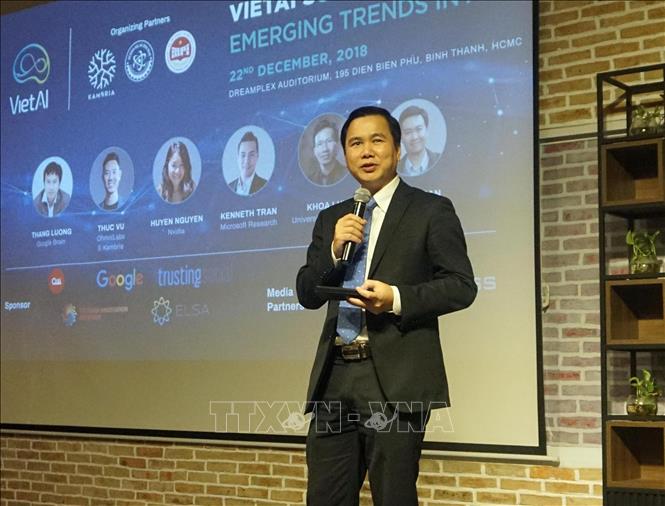 Organizing Partners
VietAI
KAMBRIA
mrl
VIETAI
EMERGING TRENDS IN
22ND DECEMBER, 2018
DREAMPLEX AUDITORIUM, 195 DIEN BIEN PHU, BINH THANH, HCMC
THANG LUONG
Google Brain
THUC VU
OhmniLabs
& Kambria
HUYEN NGUYEN
Nvidia
KENNETH TRAN
Microsoft Research
KHOA
Sponsor
Google
trusting
ELSA
Media
Partners
TTXVN - VNA